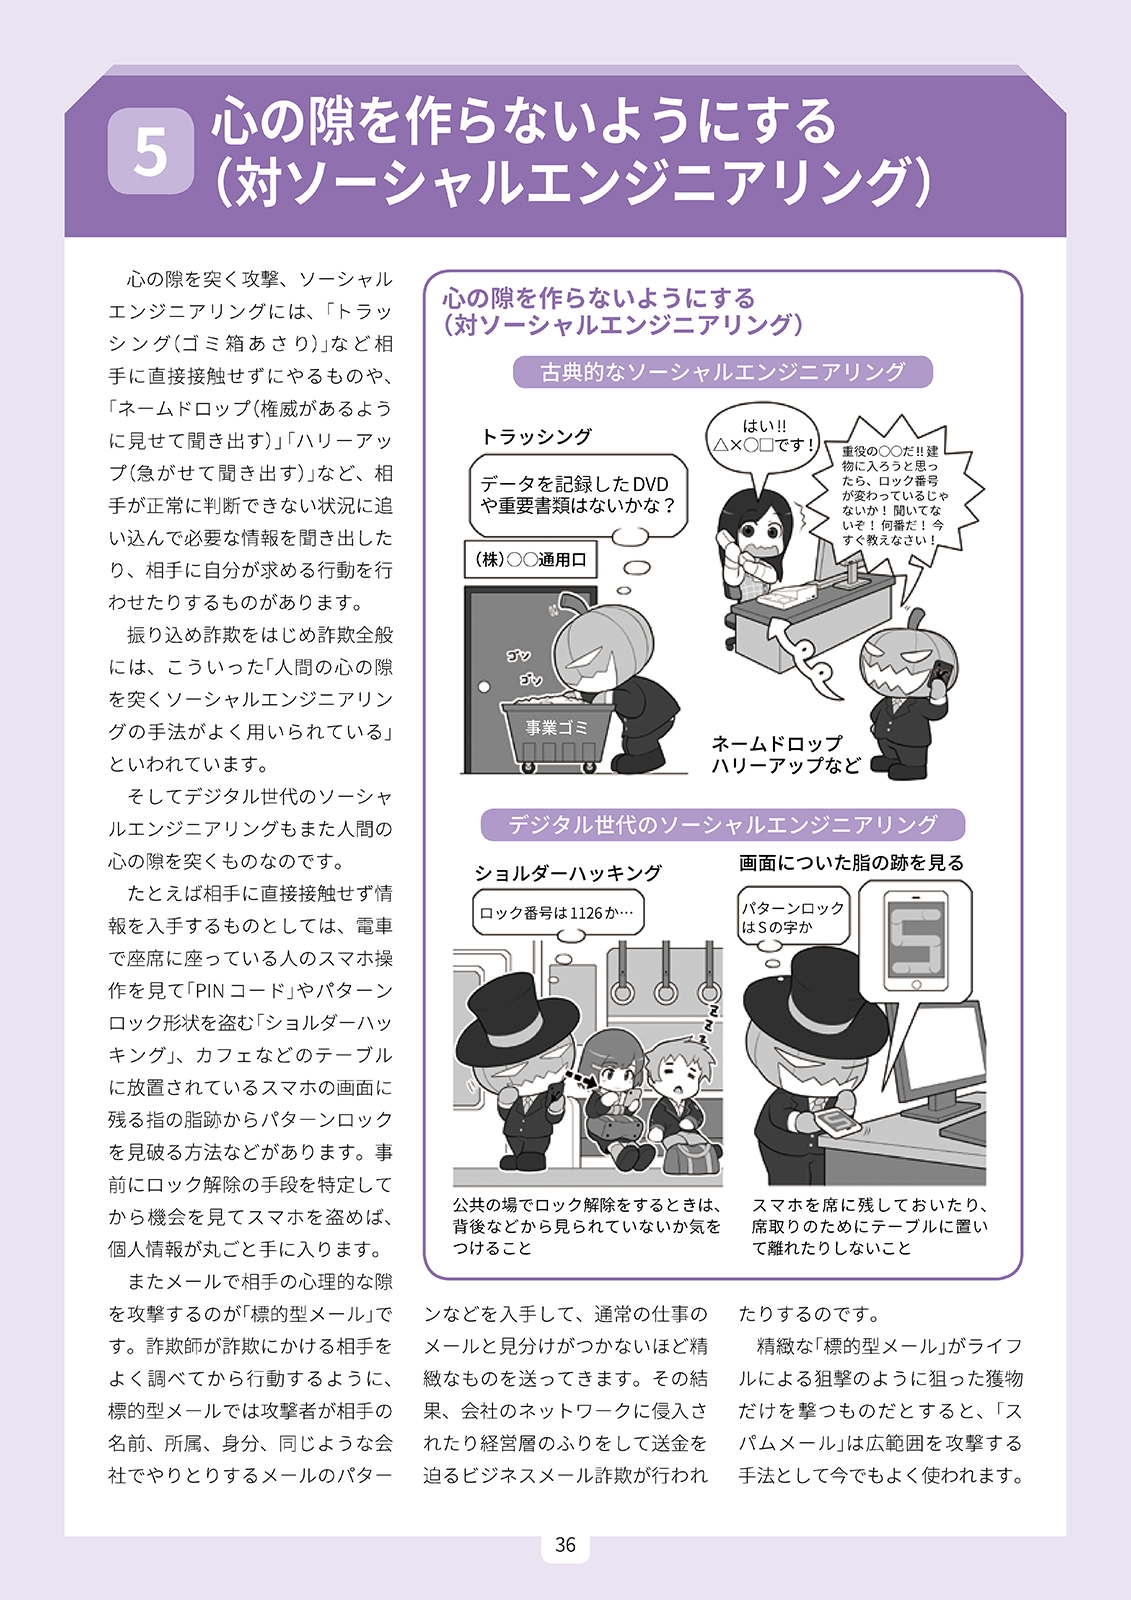 5
心の隙を作らないようにする
(対ソーシャルエンジニアリング)
心の隙を突く攻撃、ソーシャル
エンジニアリングには、「トラッ
シング(ゴミ箱あさり)」など相
手に直接接触せずにやるものや、
「ネームドロップ(権威があるよう
に見せて聞き出す)」「ハリーアッ
プ(急がせて聞き出す)」など、相
手が正常に判断できない状況に追
い込んで必要な情報を聞き出した
り、相手に自分が求める行動を行
わせたりするものがあります。
振り込め詐欺をはじめ詐欺全般
には、こういった「人間の心の隙
を突くソーシャルエンジニアリン
グの手法がよく用いられている」
といわれています。
そしてデジタル世代のソーシャ
ルエンジニアリングもまた人間の
心の隙を突くものなのです。
たとえば相手に直接接触せず情
報を入手するものとしては、電車
で座席に座っている人のスマホ操
作を見て「PINコード」やパターン
ロック形状を盗む「ショルダーハッ
キング」、カフェなどのテーブル
に放置されているスマホの画面に
残る指の脂跡からパターンロック
を見破る方法などがあります。事
前にロック解除の手段を特定して
から機会を見てスマホを盗めば、
個人情報が丸ごと手に入ります。
またメールで相手の心理的な隙
を攻撃するのが「標的型メール」で
す。詐欺師が詐欺にかける相手を
よく調べてから行動するように、
標的型メールでは攻撃者が相手の
名前、所属、身分、同じような会
社でやりとりするメールのパター
心の隙を作らないようにする
(対ソーシャルエンジニアリング)
古典的なソーシャルエンジニアリング
トラッシング
データを記録したDVD
や重要書類はないかな?
(株)○○通用口
ゴソ
ゴソ
事業ゴミ
はい!!
△×○□です!
重役の○○だ!!建
物に入ろうと思っ
たら、ロック番号
が変わっているじゃ
ないか! 聞いてな
いぞ! 何番だ! 今
すぐ教えなさい!
ネームドロップ
ハリーアップなど
デジタル世代のソーシャルエンジニアリング
ショルダーハッキング
ロック番号は1126か…
z
z
z
z
公共の場でロック解除をするときは、
背後などから見られていないか気を
つけること
画面についた脂の跡を見る
パターンロック
はSの字か
スマホを席に残しておいたり、
席取りのためにテーブルに置い
て離れたりしないこと
ンなどを入手して、通常の仕事の
メールと見分けがつかないほど精
緻なものを送ってきます。その結
果、会社のネットワークに侵入さ
れたり経営層のふりをして送金を
迫るビジネスメール詐欺が行われ
たりするのです。
精緻な「標的型メール」がライフ
ルによる狙撃のように狙った獲物
だけを撃つものだとすると、「ス
パムメール」は広範囲を攻撃する
手法として今でもよく使われます。
36